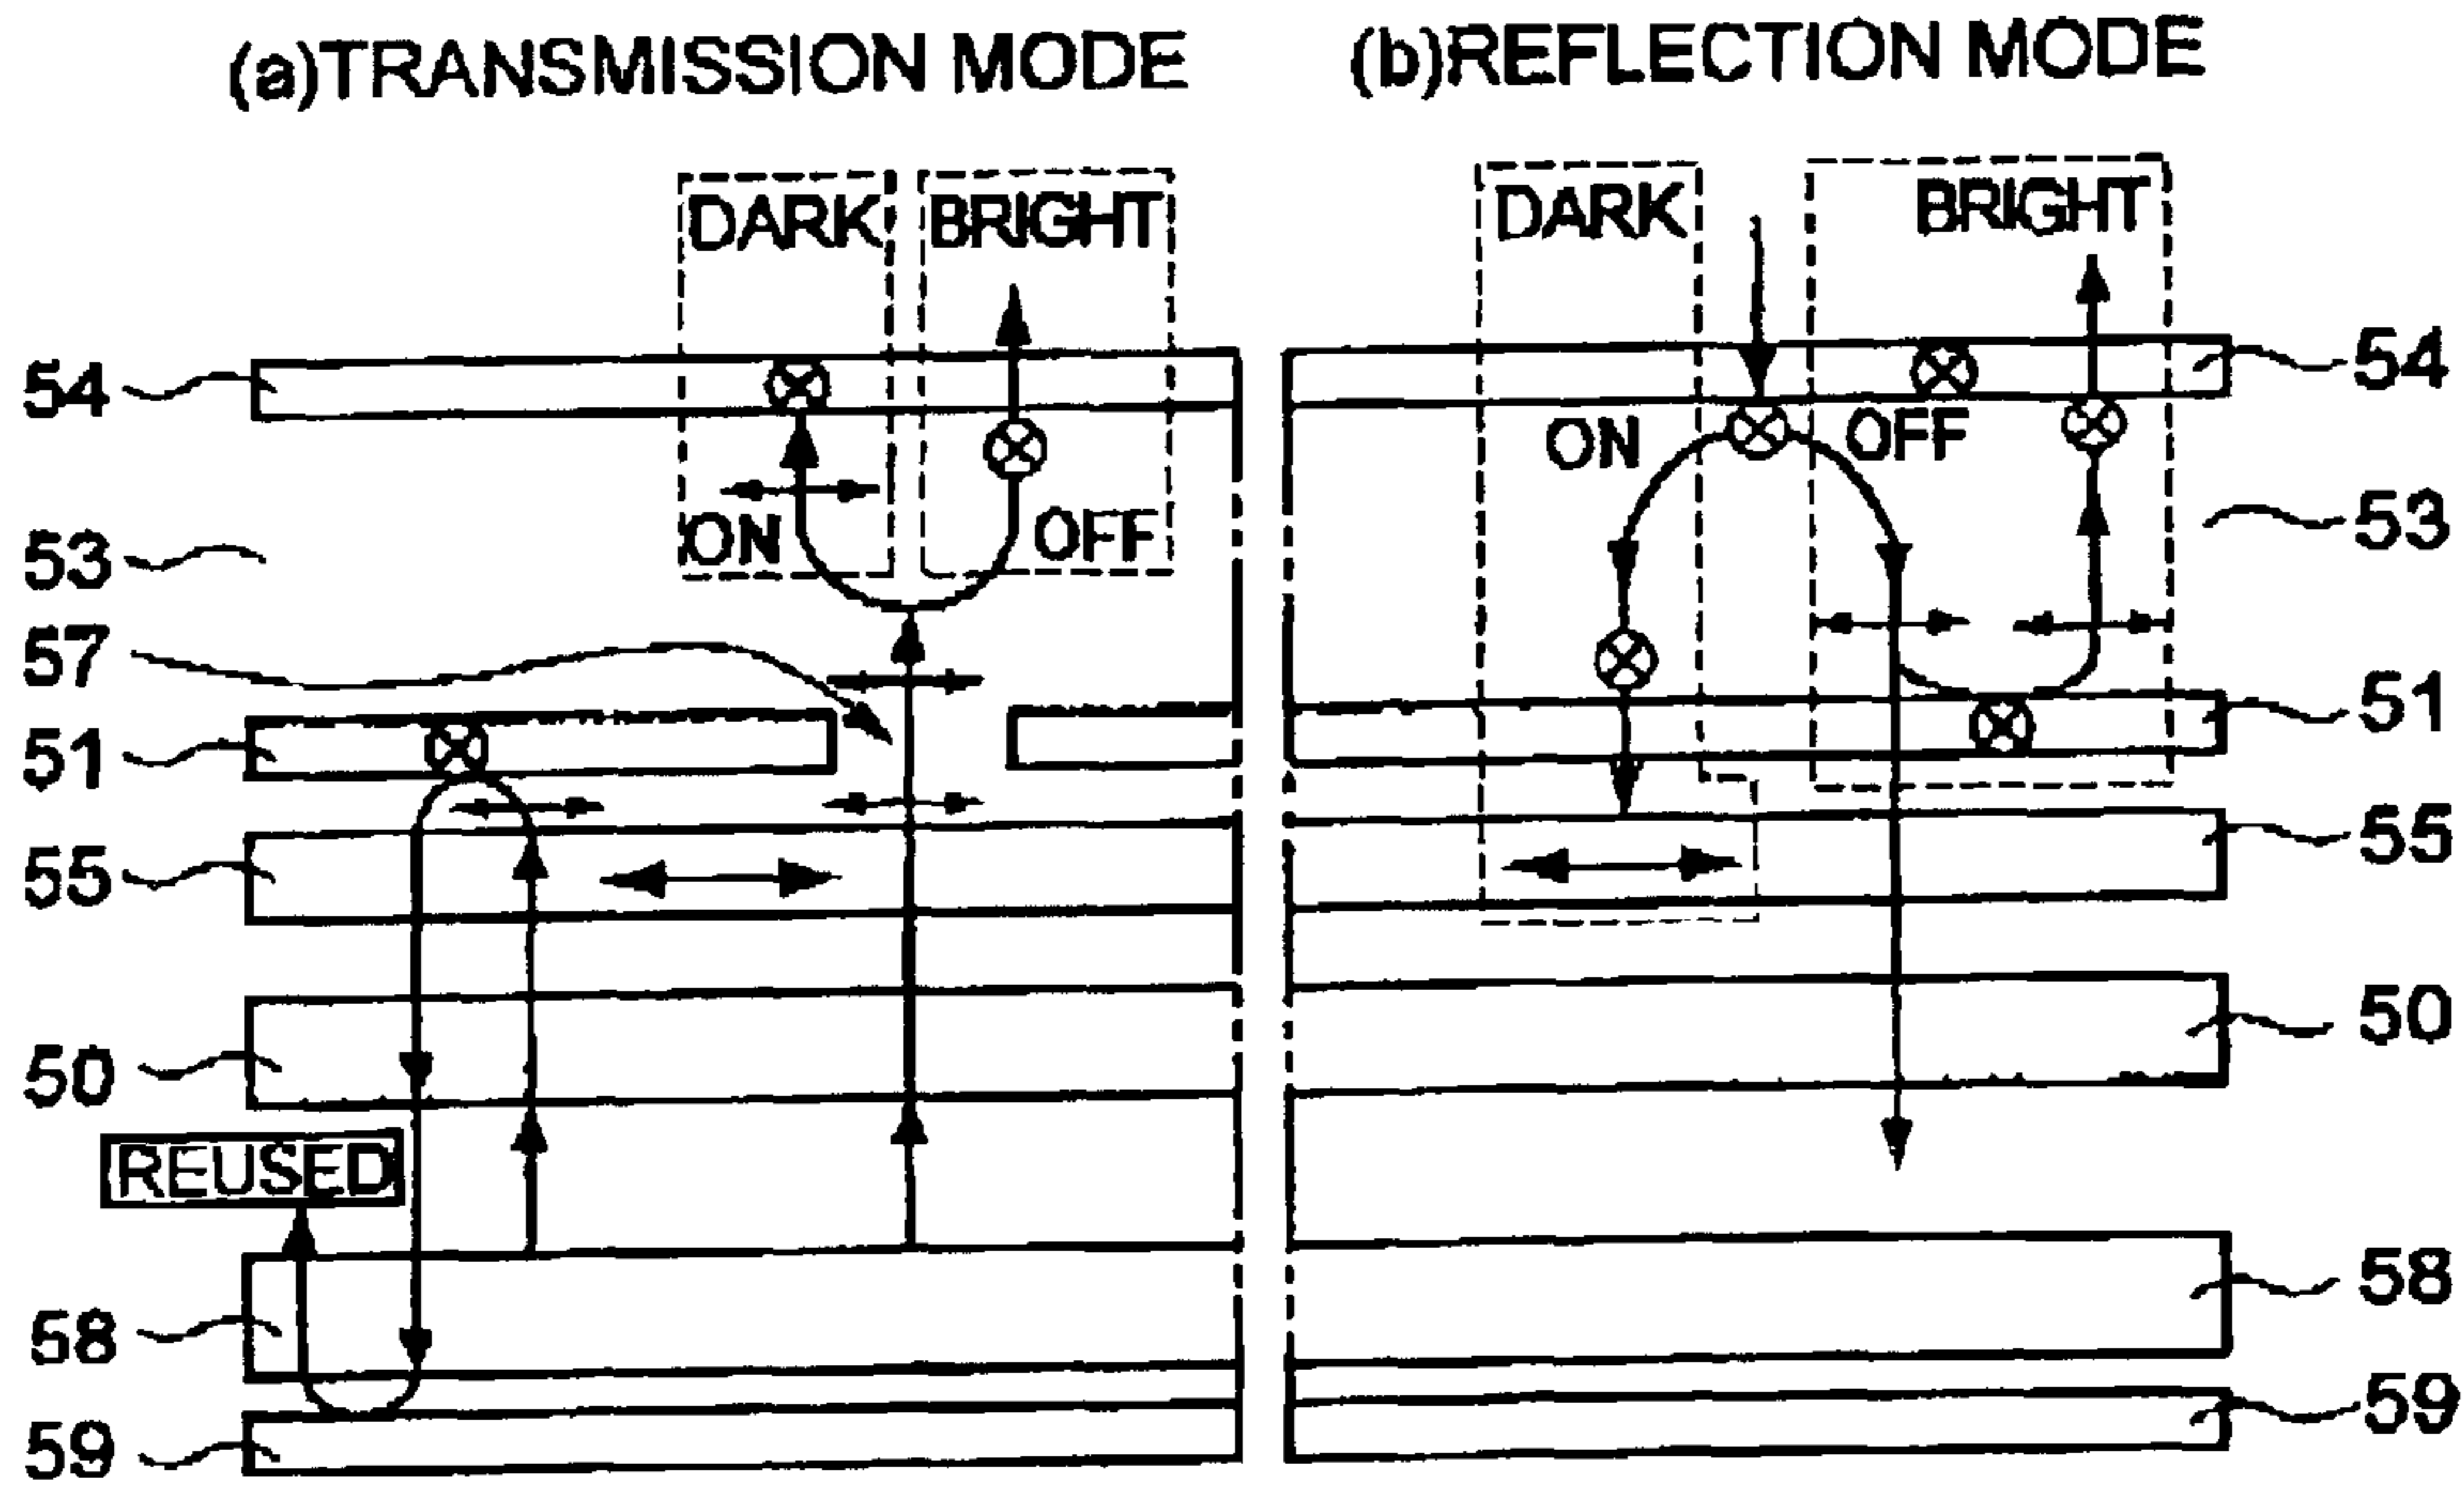 (a)TRANSMISSION MODE (b)REFLECTION MODE
DARK BRIGHT DARK BRIGHT
54 54
ON OFF
53 ON OFF 53
57
51 51
55 55
50 50
REUSED
58 58
59 59